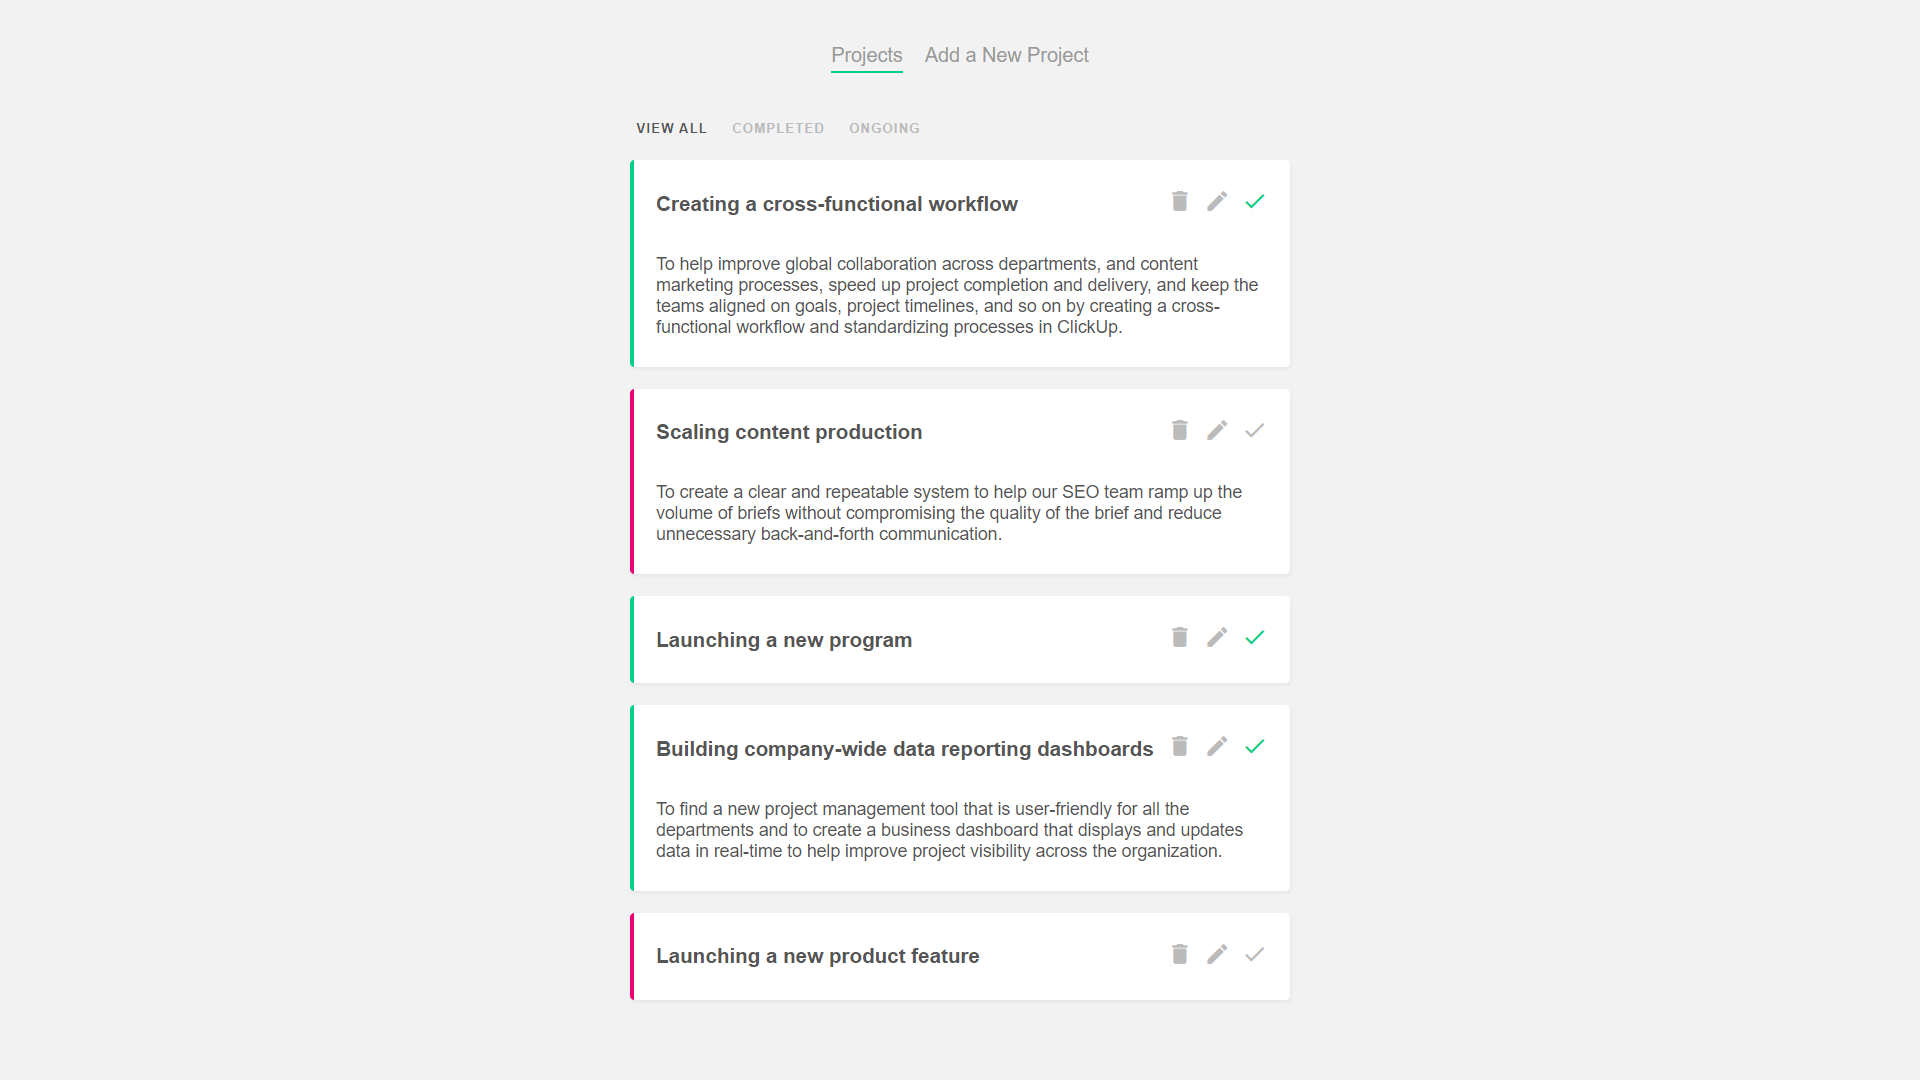 Projects Add a New Project
VIEW ALL COMPLETED ONGOING
Creating a cross-functional workflow
To help improve global collaboration across departments, and content
marketing processes, speed up project completion and delivery, and keep the
teams aligned on goals, project timelines, and so on by creating a cross-
functional workflow and standardizing processes in ClickUp.
Scaling content production
To create a clear and repeatable system to help our SEO team ramp up the
volume of briefs without compromising the quality of the brief and reduce
unnecessary back-and-forth communication.
Launching a new program
Building company-wide data reporting dashboards
To find a new project management tool that is user-friendly for all the
departments and to create a business dashboard that displays and updates
data in real-time to help improve project visibility across the organization.
Launching a new product feature